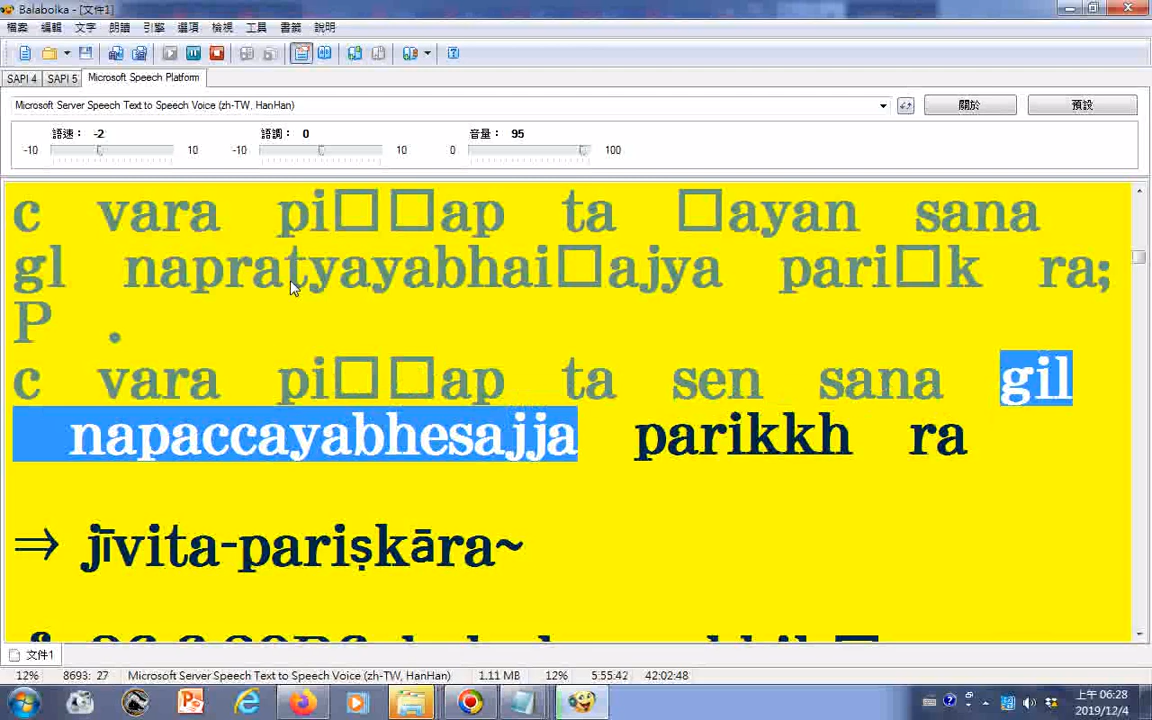 Balabolka - [文件1]
檔案 編輯 文字 朗讀 引擎 選項 檢視 工具 書籤 說明
SAPI 4 SAPI 5 Microsoft Speech Platform
Microsoft Server Speech Text to Speech Voice (zh-TW, HanHan) 關於 預設
語速: -2 語調: 0 音量: 95
-10 10 -10 10 0 100
c vara pi□□ap ta □ayan sana
gl napratyayabhai□ajya pari□k ra;
P .
c vara pi□□ap ta sen sana gil
napaccayabhesajja parikkh ra
⇒ jīvita-pariṣkāra~
文件1
12% 8693: 27 Microsoft Server Speech Text to Speech Voice (zh-TW, HanHan) 1.11 MB 12% 5:55:42 42:02:48
上午 06:28
2019/12/4